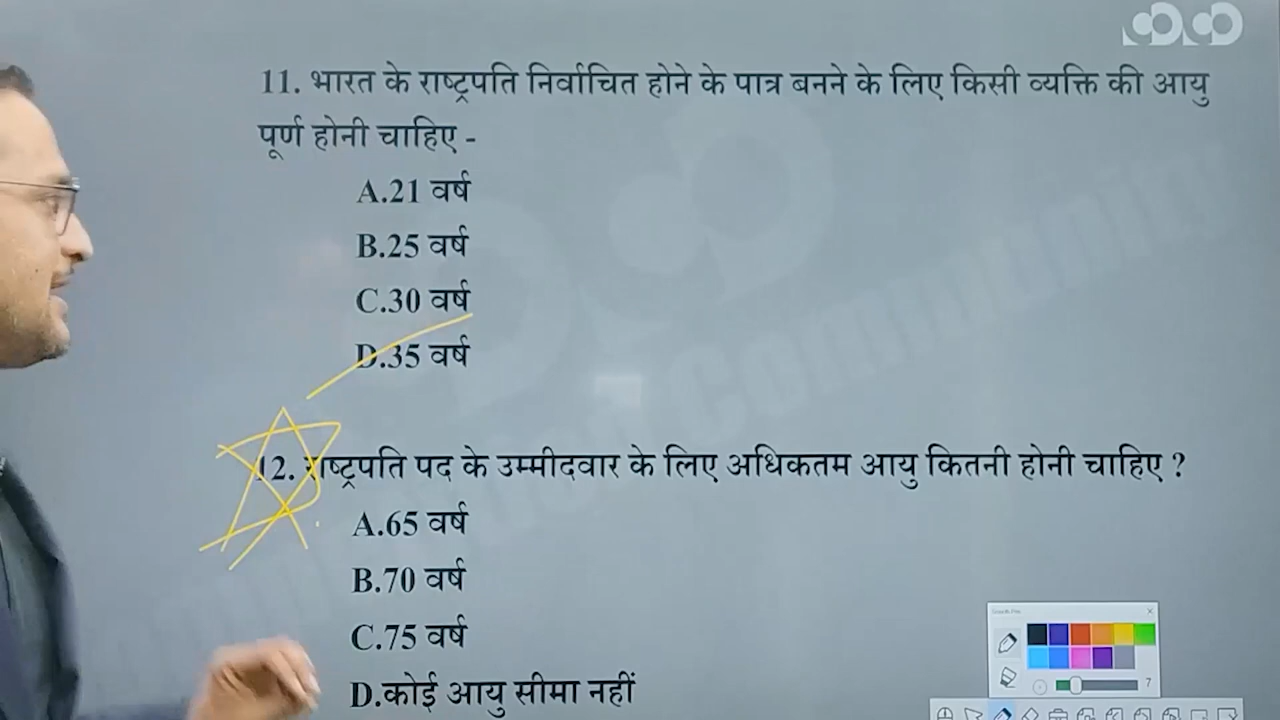 11. भारत के राष्ट्रपति निर्वाचित होने के पात्र बनने के लिए किसी व्यक्ति की आयु
पूर्ण होनी चाहिए -
A.21 वर्ष
B.25 वर्ष
C.30 वर्ष
D.35 वर्ष
12. राष्ट्रपति पद के उम्मीदवार के लिए अधिकतम आयु कितनी होनी चाहिए ?
A.65 वर्ष
B.70 वर्ष
C.75 वर्ष
D.कोई आयु सीमा नहीं
7